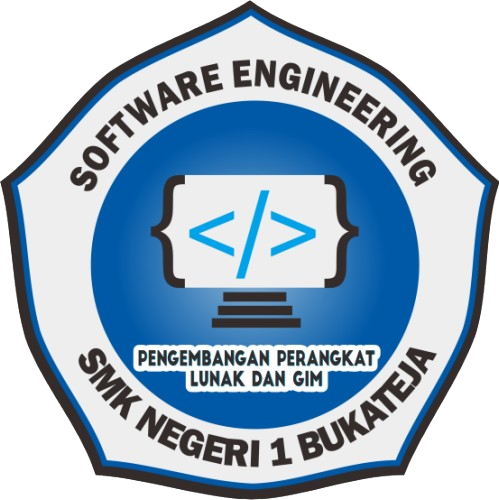 SOFTWARE ENGINEERING
{ </> }
PENGEMBANGAN PERANGKAT
LUNAK DAN GIM
SMK NEGERI 1 BUKATEJA